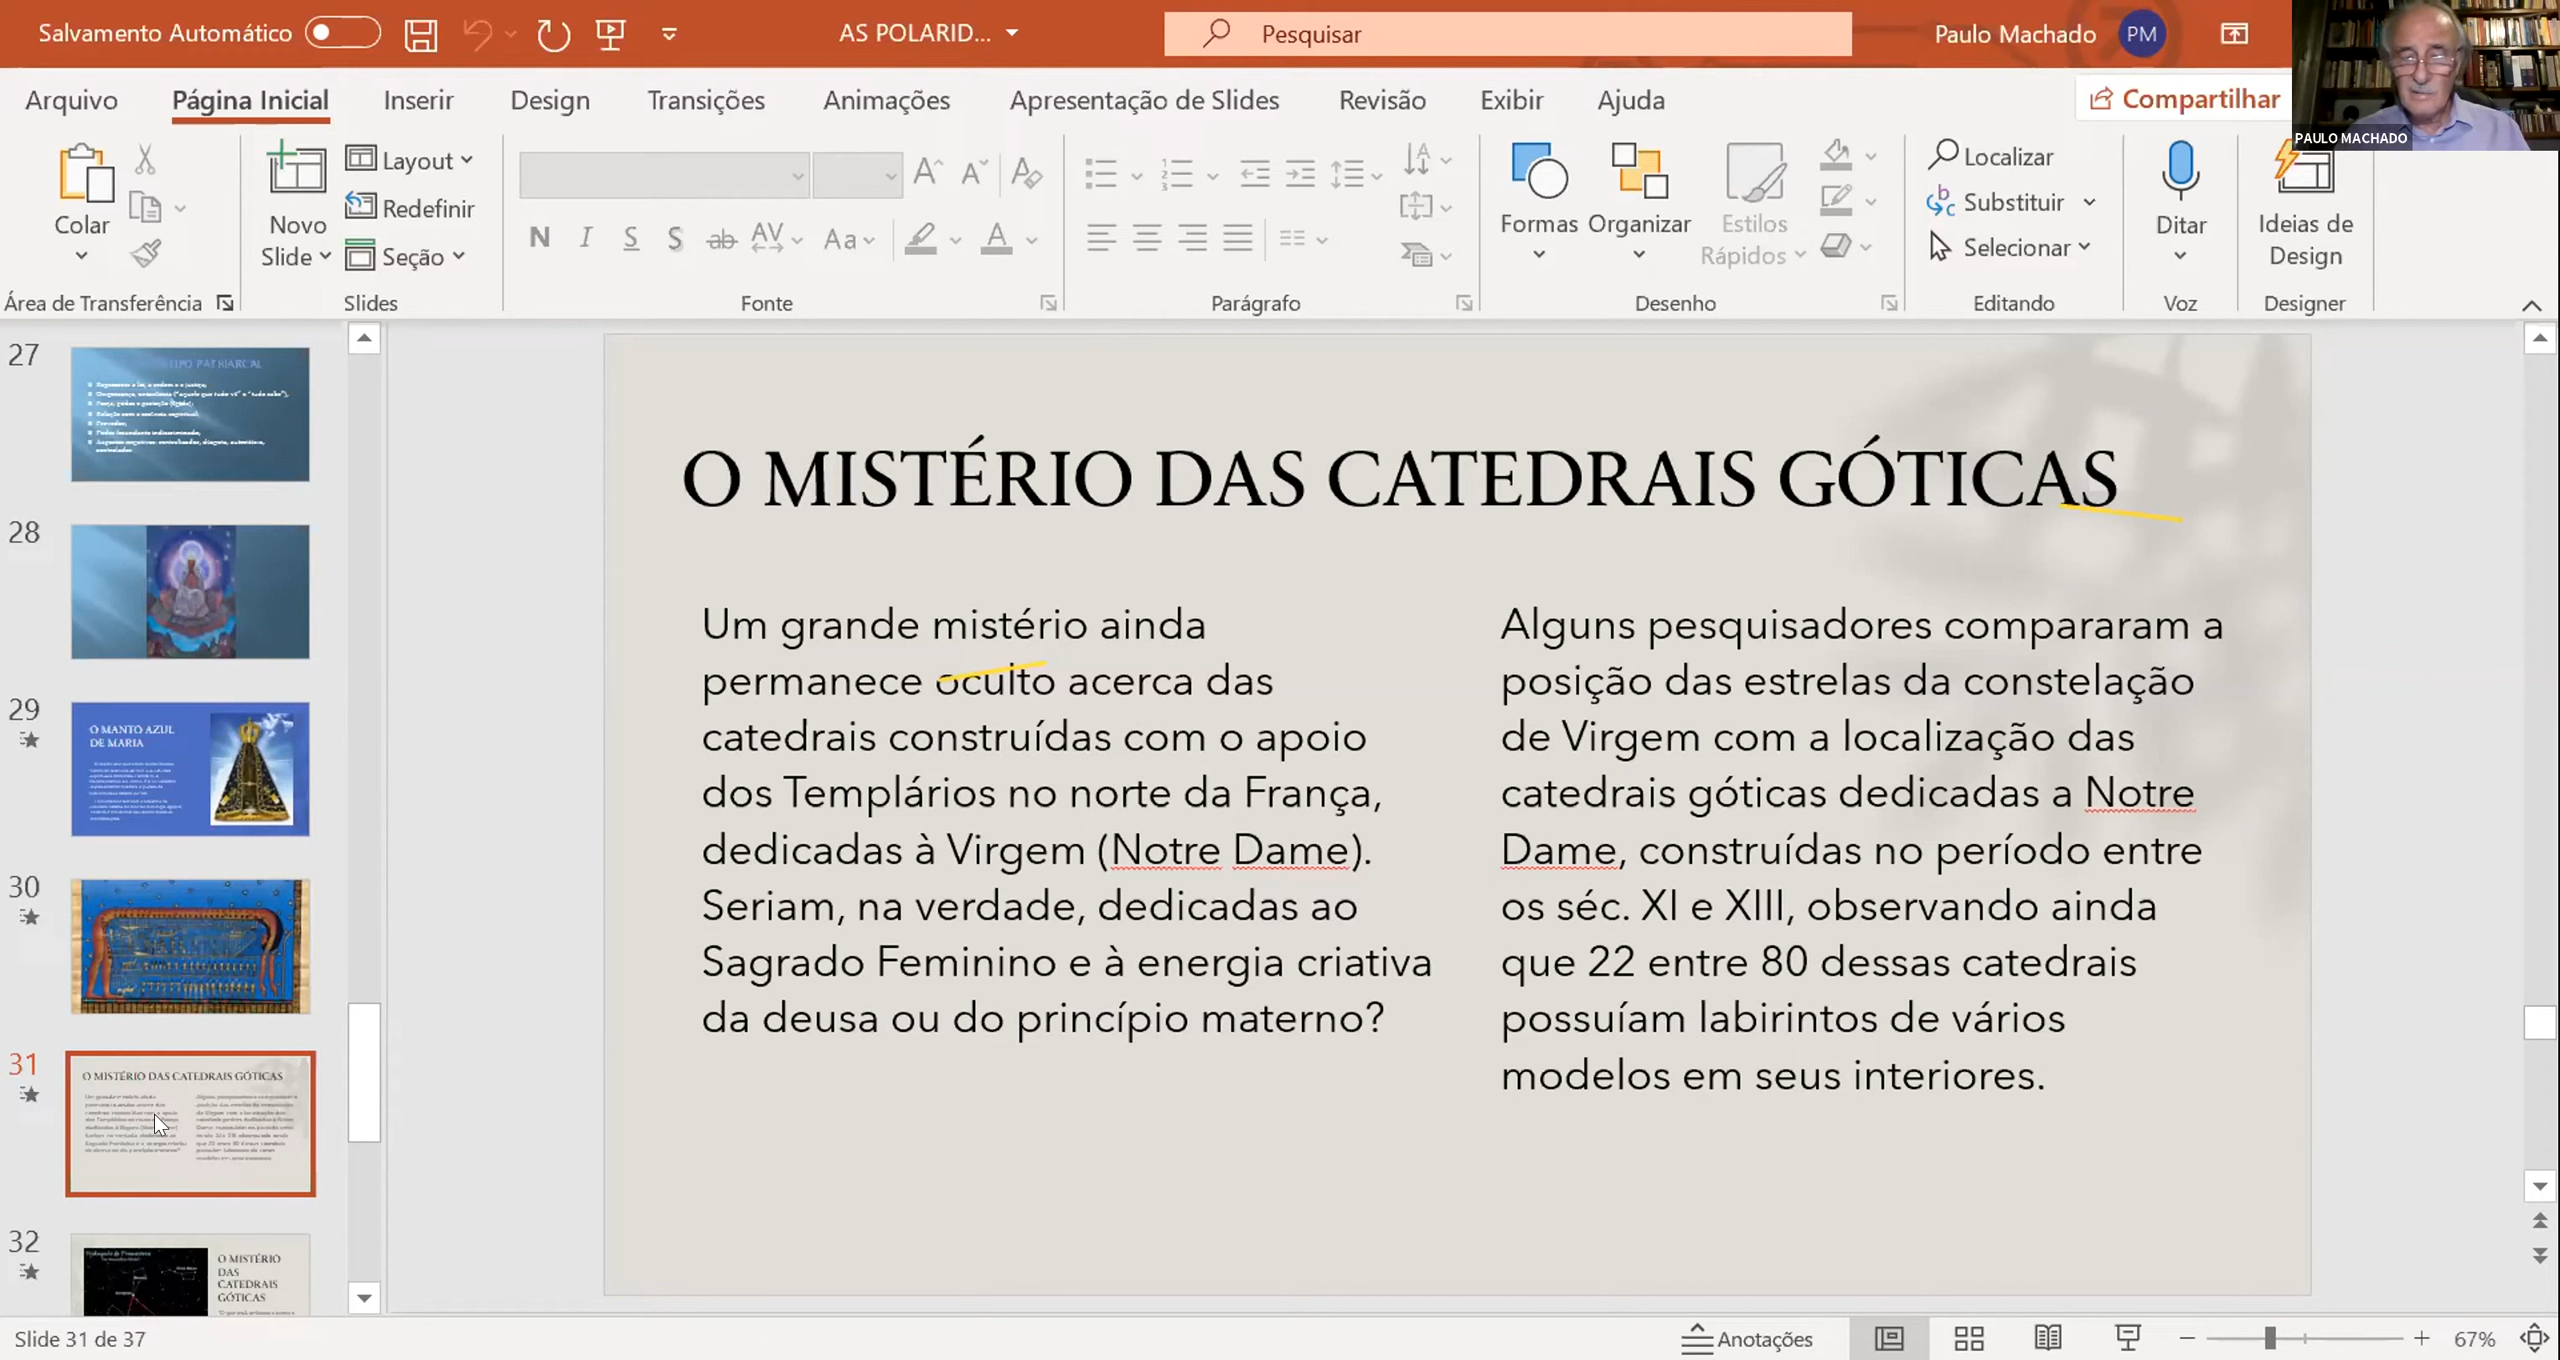 Salvamento Automático
AS POLARID...
Pesquisar
Paulo Machado
PM
Arquivo
Página Inicial
Inserir
Design
Transições
Animações
Apresentação de Slides
Revisão
Exibir
Ajuda
Compartilhar
PAULO MACHADO
Colar
Novo
Slide
Layout
Redefinir
Seção
N I S S ab AV Aa A
Formas
Organizar
Estilos
Rápidos
Localizar
Substituir
Selecionar
Ditar
Ideias de
Design
Área de Transferência
Slides
Fonte
Parágrafo
Desenho
Editando
Voz
Designer
27
PATRIARCAL
28
29
O MANTO AZUL
DE MARIA
30
31
O MISTÉRIO DAS CATEDRAIS GÓTICAS
32
O MISTÉRIO
DAS
CATEDRAIS
GÓTICAS
O MISTÉRIO DAS CATEDRAIS GÓTICAS
Um grande mistério ainda
permanece oculto acerca das
catedrais construídas com o apoio
dos Templários no norte da França,
dedicadas à Virgem (Notre Dame).
Seriam, na verdade, dedicadas ao
Sagrado Feminino e à energia criativa
da deusa ou do princípio materno?
Alguns pesquisadores compararam a
posição das estrelas da constelação
de Virgem com a localização das
catedrais góticas dedicadas a Notre
Dame, construídas no período entre
os séc. XI e XIII, observando ainda
que 22 entre 80 dessas catedrais
possuíam labirintos de vários
modelos em seus interiores.
Slide 31 de 37
Anotações
67%